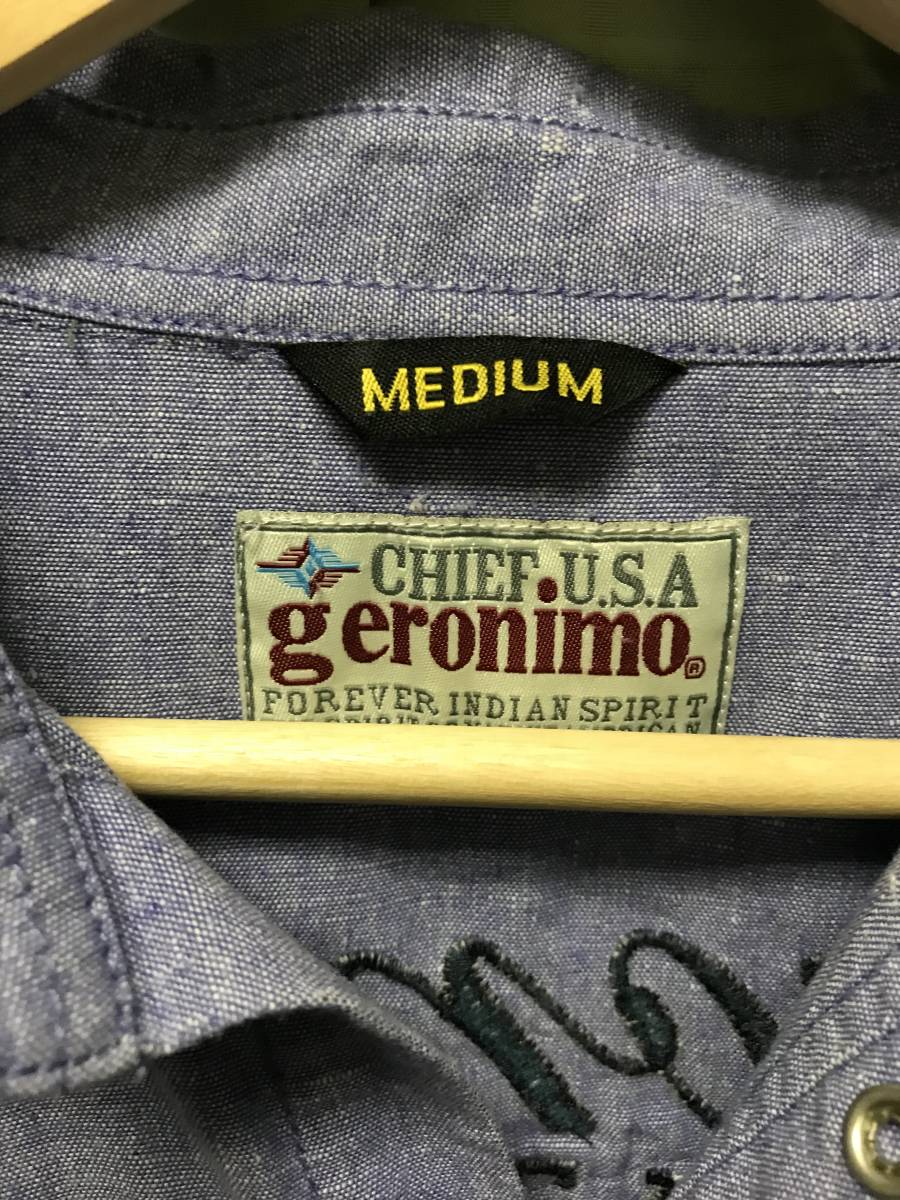 MEDIUM
CHIEF U.S.A
geronimo®
FOREVER INDIAN SPIRIT